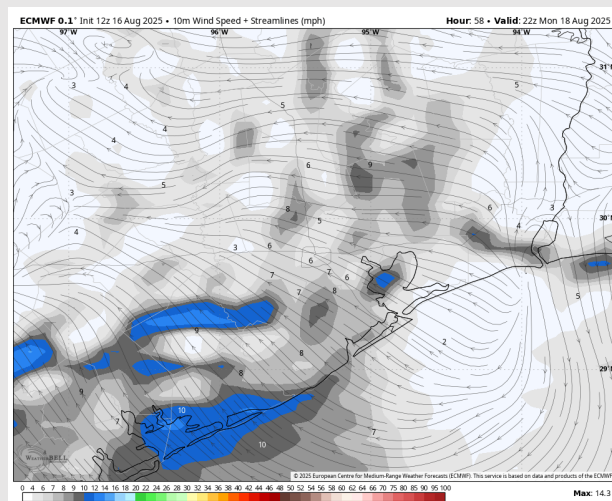 ECMWF 0.1° Init 12z 16 Aug 2025 • 10m Wind Speed + Streamlines (mph) Hour: 58 • Valid: 22z Mon 18 Aug 2025
97°W 96°W 95°W 94°W
31°
3 4 5 5
4 4
6 9
3 5
8 5 6 4 3 30°
4
3 6 6
7 7 6
7 8 5
9 7
2
8 29°
8
9
7 10 7
10
WeatherBELL
© 2025 European Centre for Medium-Range Weather Forecasts (ECMWF). This service is based on data and products of the ECMWF
0 4 6 7 8 9 10 12 14 16 18 20 22 24 26 28 30 32 34 36 38 40 42 44 46 48 50 52 54 56 58 60 62 64 66 70 75 80 85 90 95 100
Max: 14.3